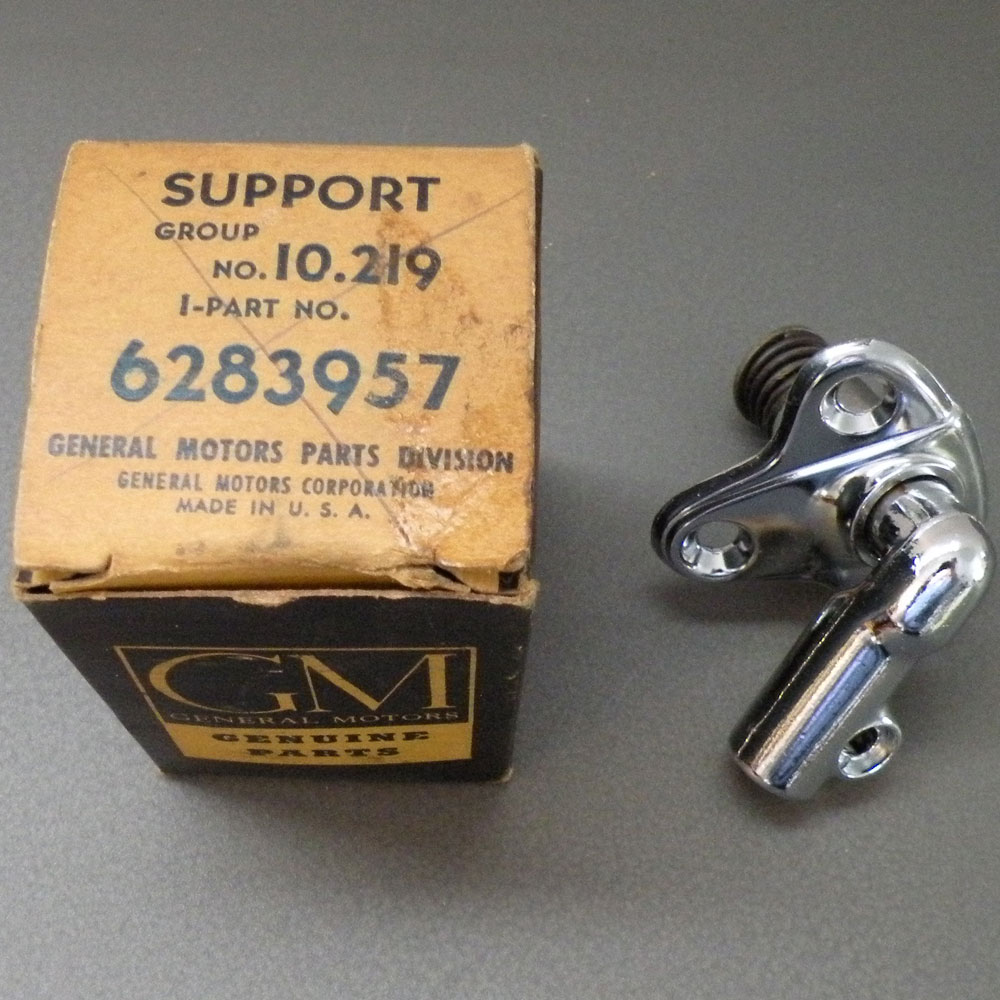 SUPPORT
GROUP
NO. 10.219
1-PART NO.
6283957
GENERAL MOTORS PARTS DIVISION
GENERAL MOTORS CORPORATION
MADE IN U. S. A.
GM
GENERAL MOTORS
GENUINE
PARTS